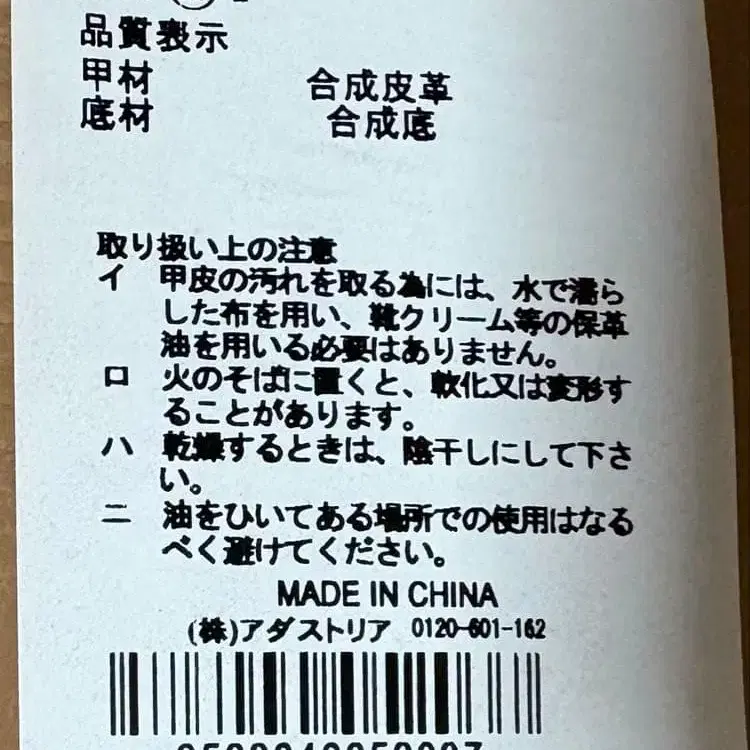 品質表示
甲材 合成皮革
底材 合成底
取り扱い上の注意
イ 甲皮の汚れを取る為には、水で濡ら
した布を用い、靴クリーム等の保革
油を用いる必要はありません。
ロ 火のそばに置くと、軟化又は変形す
ることがあります。
ハ 乾燥するときは、陰干しにして下さ
い。
ニ 油をひいてある場所での使用はなる
べく避けてください。
MADE IN CHINA
(株)アダストリア 0120-601-162